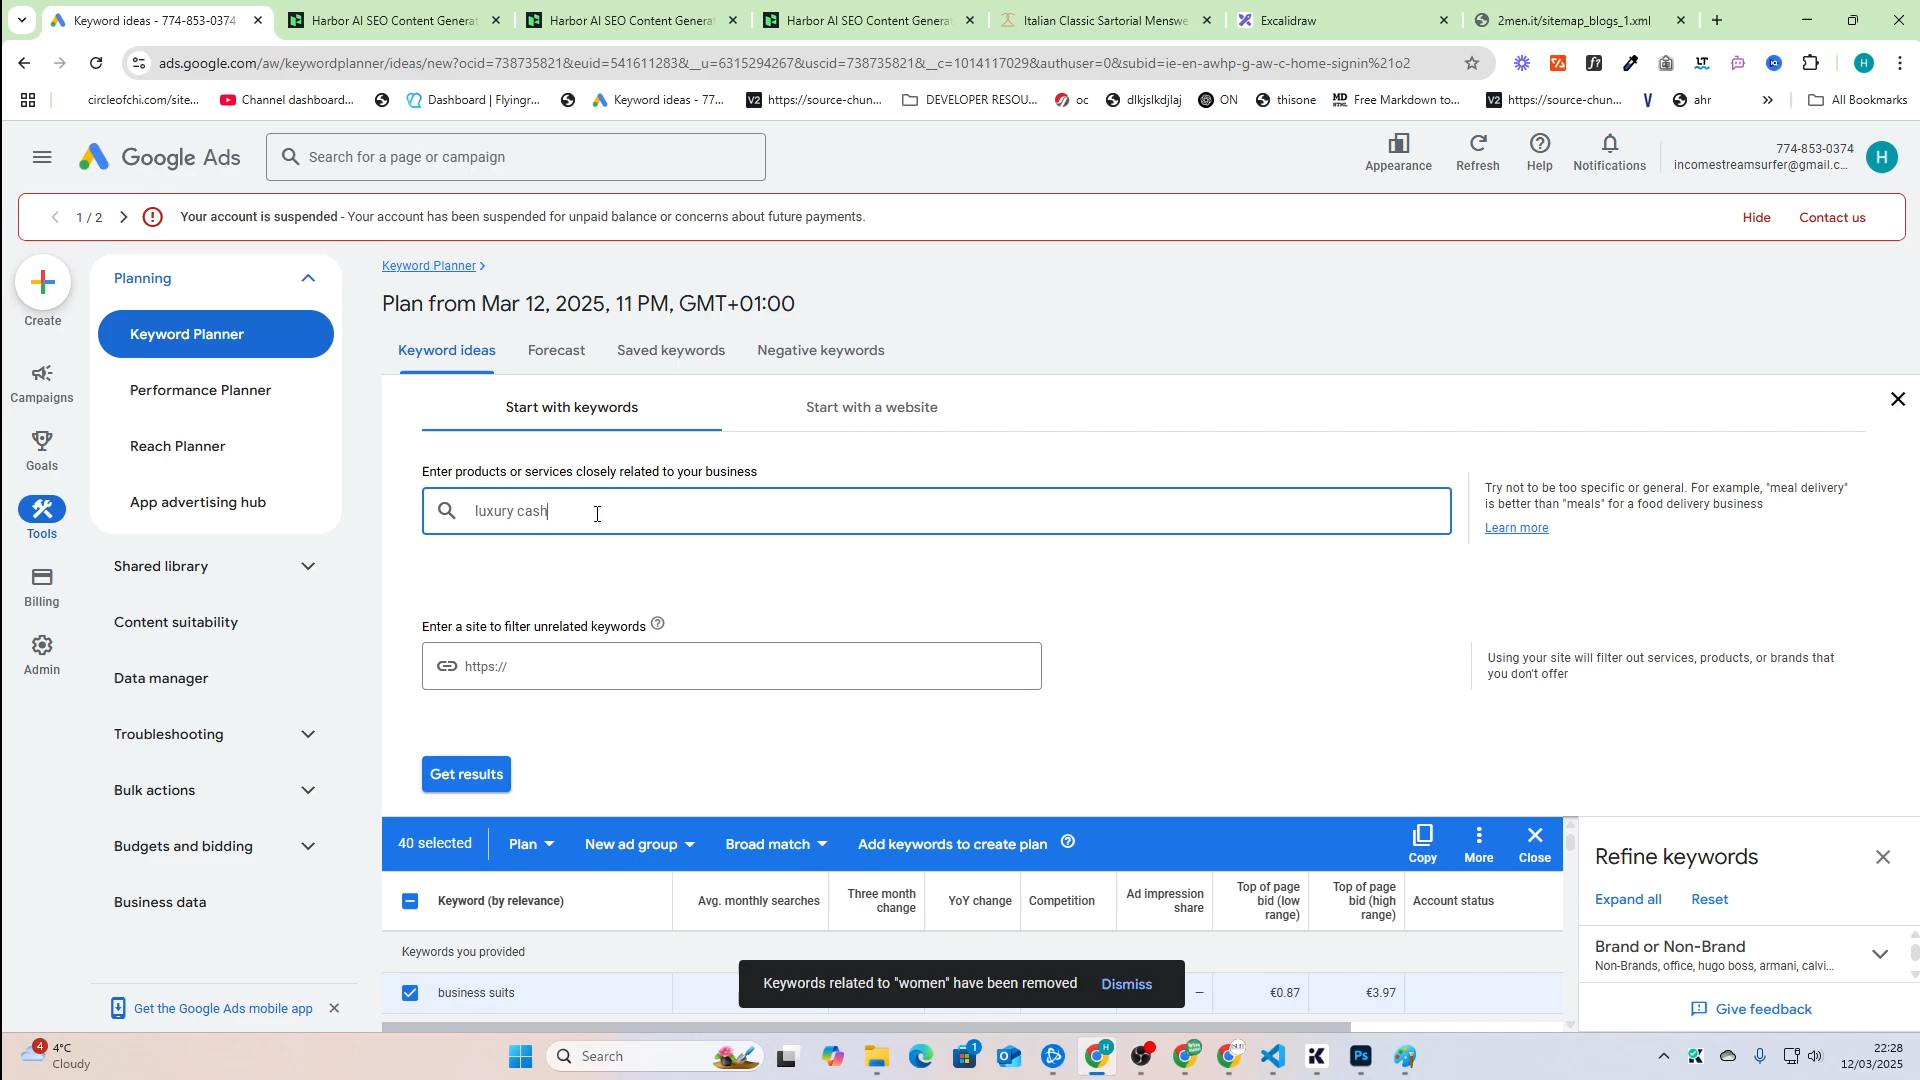 Keyword ideas - 774-853-0374
Harbor AI SEO Content Generat
Harbor AI SEO Content Genera
Harbor AI SEO Content Genera
Italian Classic Sartorial Menswe
Excalidraw
2men.it/sitemap_blogs_1.xml
ads.google.com/aw/keywordplanner/ideas/new?ocid=738735821&euid=541611283&__u=6315294267&uscid=738735821&__c=1014117029&authuser=0&subid=ie-en-awhp-g-aw-c-home-signin%21o2
circleofchi.com/site...
Channel dashboard...
Dashboard | Flyingr...
Keyword ideas - 77...
https://source-chun...
DEVELOPER RESOU...
oc
dlkjslkdjlaj
ON
thisone
Free Markdown to...
https://source-chun...
ahr
All Bookmarks
Google Ads
Search for a page or campaign
Appearance
Refresh
Help
Notifications
774-853-0374
incomestreamsurfer@gmail.c...
H
1 / 2
Your account is suspended - Your account has been suspended for unpaid balance or concerns about future payments.
Hide
Contact us
Create
Campaigns
Goals
Tools
Billing
Admin
Planning
Keyword Planner
Performance Planner
Reach Planner
App advertising hub
Shared library
Content suitability
Data manager
Troubleshooting
Bulk actions
Budgets and bidding
Business data
Get the Google Ads mobile app
Keyword Planner
Plan from Mar 12, 2025, 11 PM, GMT+01:00
Keyword ideas
Forecast
Saved keywords
Negative keywords
Start with keywords
Start with a website
Enter products or services closely related to your business
luxury cash
Try not to be too specific or general. For example, "meal delivery"
is better than "meals" for a food delivery business
Learn more
Enter a site to filter unrelated keywords
https://
Using your site will filter out services, products, or brands that
you don't offer
Get results
40 selected
Plan
New ad group
Broad match
Add keywords to create plan
Copy
More
Close
Keyword (by relevance)
Avg. monthly searches
Three month
change
YoY change
Competition
Ad impression
share
Top of page
bid (low
range)
Top of page
bid (high
range)
Account status
Keywords you provided
business suits
–
€0.87
€3.97
Keywords related to "women" have been removed
Dismiss
Refine keywords
Expand all
Reset
Brand or Non-Brand
Non-Brands, office, hugo boss, armani, calvi...
Give feedback
4
4°C
Cloudy
Search
22:28
12/03/2025